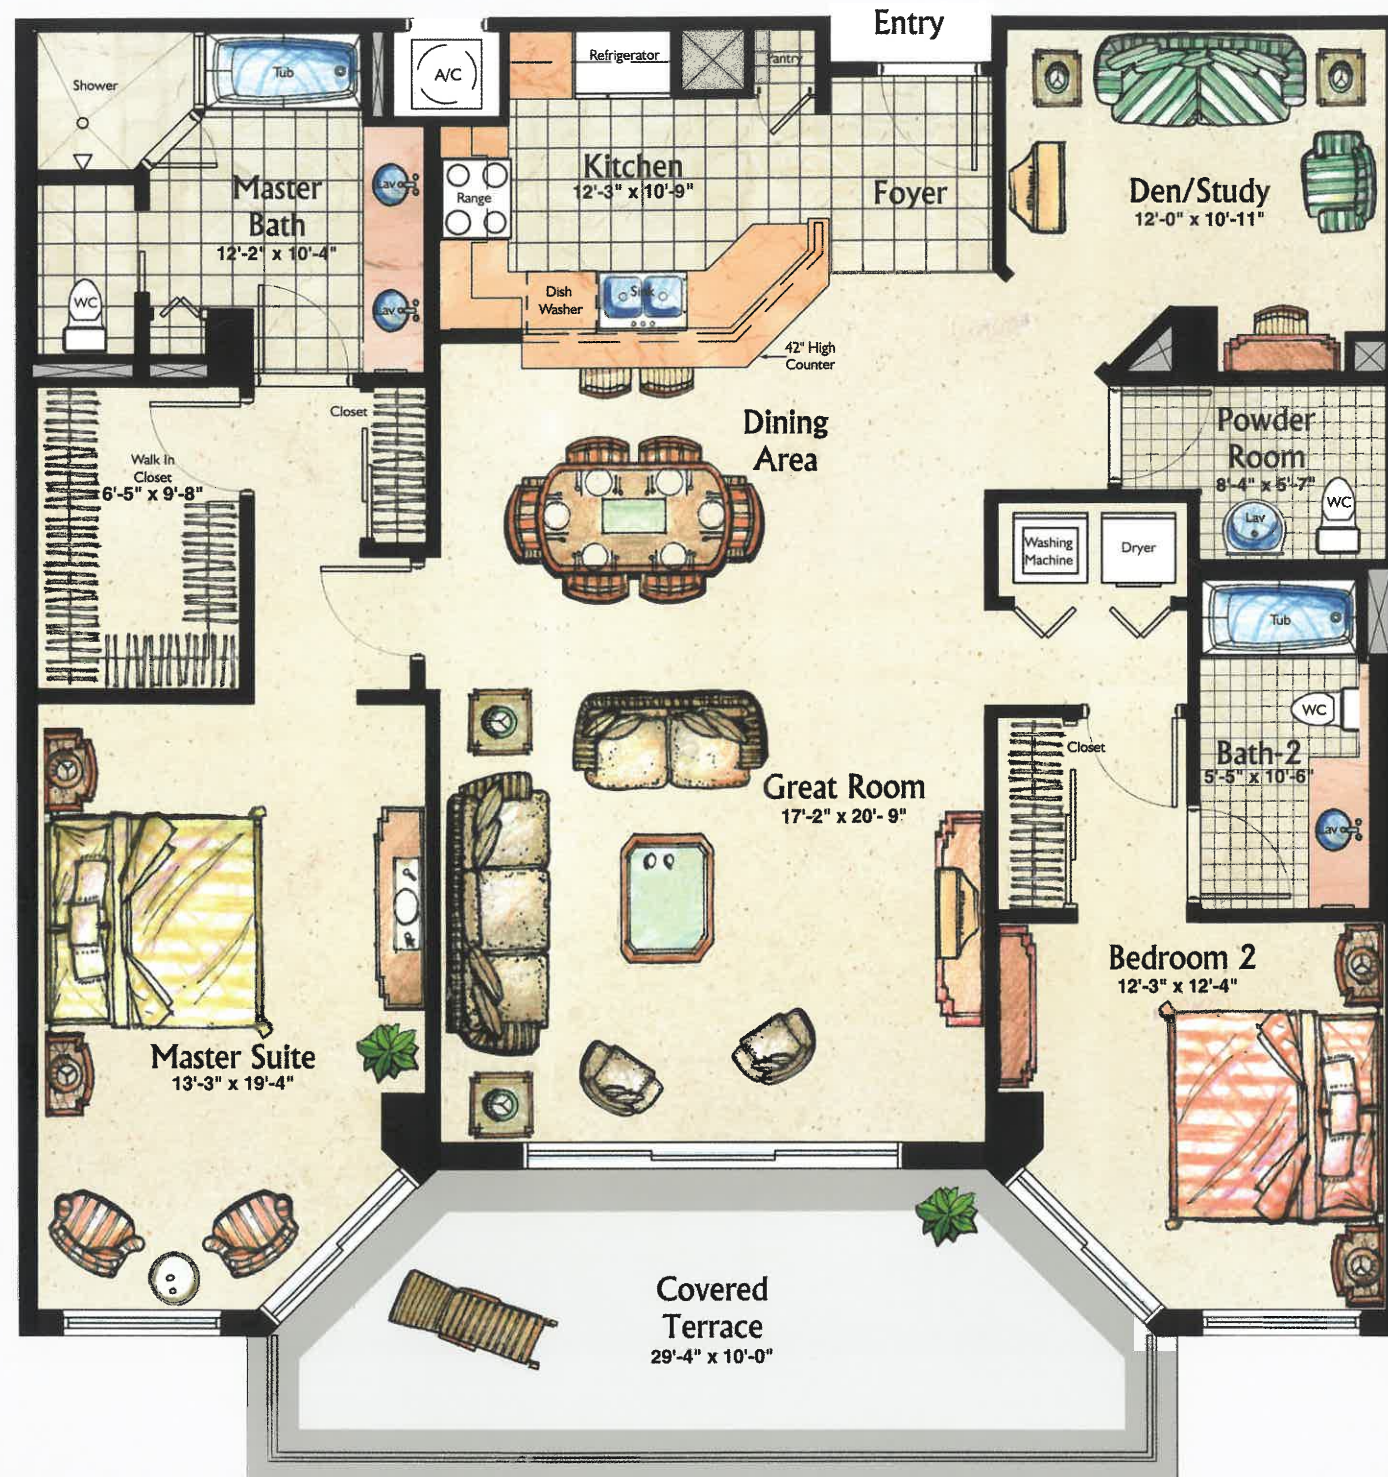 Entry
Shower
Tub
A/C
Refrigerator
Pantry
Master
Bath
12'-2" x 10'-4"
Lav
Lav
WC
Range
Kitchen
12'-3" x 10'-9"
Dish
Washer
Sink
42" High
Counter
Foyer
Den/Study
12'-0" x 10'-11"
Walk In
Closet
6'-5" x 9'-8"
Closet
Dining
Area
Powder
Room
8'-4" x 5'-7"
Lav
WC
Washing
Machine
Dryer
Tub
WC
Bath-2
5'-5" x 10'-6"
Lav
Closet
Great Room
17'-2" x 20'- 9"
Master Suite
13'-3" x 19'-4"
Bedroom 2
12'-3" x 12'-4"
Covered
Terrace
29'-4" x 10'-0"